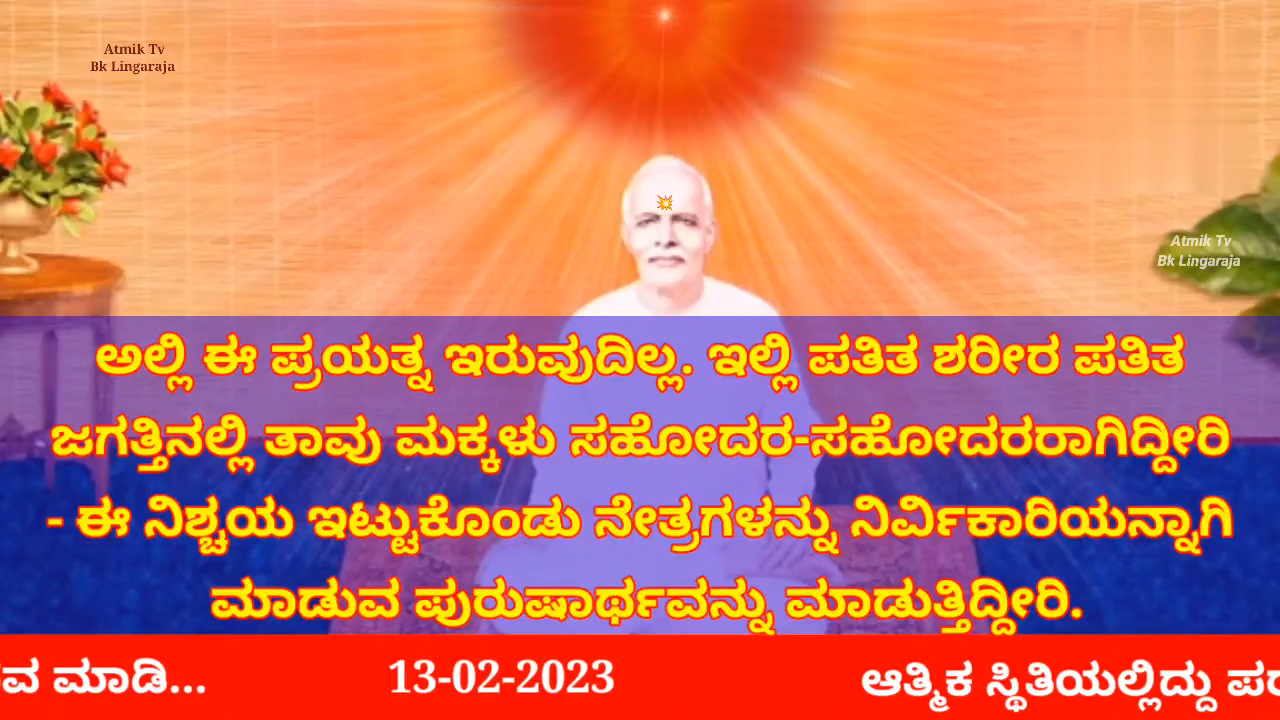 Atmik Tv
Bk Lingaraja
Atmik Tv
Bk Lingaraja
ಅಲ್ಲಿ ಈ ಪ್ರಯತ್ನ ಇರುವುದಿಲ್ಲ. ಇಲ್ಲಿ ಪತಿತ ಶರೀರ ಪತಿತ
ಜಗತ್ತಿನಲ್ಲಿ ತಾವು ಮಕ್ಕಳು ಸಹೋದರ-ಸಹೋದರರಾಗಿದ್ದೀರಿ
- ಈ ನಿಶ್ಚಯ ಇಟ್ಟುಕೊಂಡು ನೇತ್ರಗಳನ್ನು ನಿರ್ವಿಕಾರಿಯನ್ನಾಗಿ
ಮಾಡುವ ಪುರುಷಾರ್ಥವನ್ನು ಮಾಡುತ್ತಿದ್ದೀರಿ.
ಮಾಡಿ... 13-02-2023 ಆತ್ಮಿಕ ಸ್ಥಿತಿಯಲ್ಲಿದ್ದು